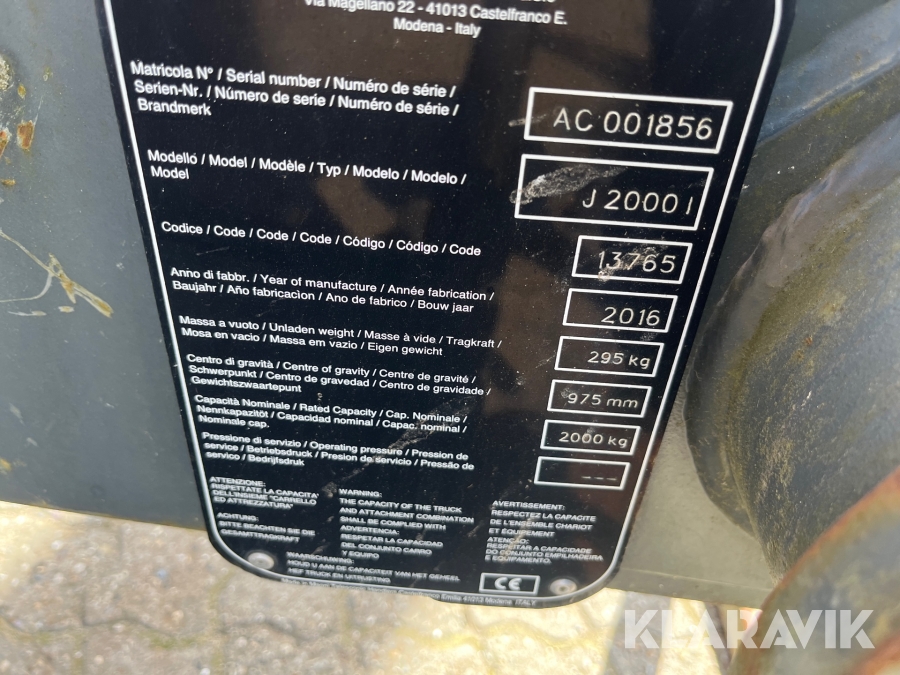 Via Magellano 22 - 41013 Castelfranco E.
Modena - Italy
Matricola N° / Serial number / Numéro de série /
Serien-Nr. / Número de serie / Numéro de série /
Brandmerk
AC 001856
Modello / Model / Modèle / Typ / Modelo / Modelo /
Model
J 2000 I
Codice / Code / Code / Code / Código / Código / Code
13765
Anno di fabbr. / Year of manufacture / Année fabrication /
Baujahr / Año fabricacion / Ano de fabrico / Bouw jaar
2016
Massa a vuoto / Unladen weight / Masse à vide / Tragkraft /
Mosa en vacio / Massa em vazio / Eigen gewicht
295 kg
Centro di gravità / Centre of gravity / Centre de gravité /
Schwerpunkt / Centro de gravedad / Centro de gravidade /
Gewichtszwaartepunt
975 mm
Capacità Nominale / Rated Capacity / Cap. Nominale /
Nennkapazität / Capacidad nominal / Capac. nominal /
Nominale cap.
2000 kg
Pressione di servizio / Operating pressure / Pression de
service / Betriebsdruck / Presion de servicio / Pressão de
servico / Bedrijfsdruk
---
ATTENZIONE:
RISPETTATE LA CAPACITA'
DELL'INSIEME "CARRELLO
ED ATTREZZATURA"
ACHTUNG:
BITTE BEACHTEN SIE DIE
GESAMTTRAGKRAFT
WARNING:
THE CAPACITY OF THE TRUCK
AND ATTACHMENT COMBINATION
SHALL BE COMPLIED WITH
ADVERTENCIA:
RESPETAR LA CAPACIDAD
DEL CONJUNTO CARRO
Y EQUIPO
AVERTISSEMENT:
RESPECTEZ LA CAPACITE
DE L'ENSEMBLE CHARIOT
ET EQUIPEMENT
ATENÇÃO:
RESPEITAR A CAPACIDADE
DO CONJUNTO EMPILHADEIRA
E EQUIPAMENTO.
WAARSCHUWING:
HOUD U AAN DE CAPACITEIT VAN HET GEHEEL
HEF TRUCK EN UITRUSTING
CE
Emilia 41013 Modena ITALY
KLARAVIK